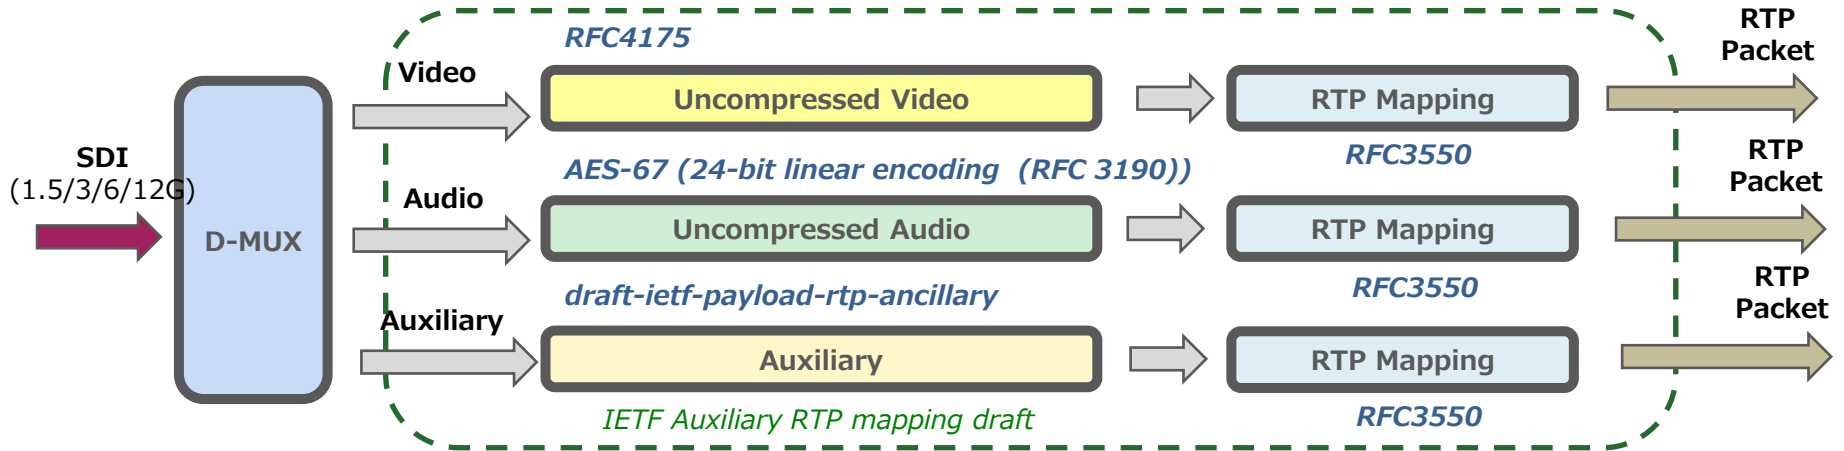 SDI
(1.5/3/6/12G)
D-MUX
Video
RFC4175
Uncompressed Video
RTP Mapping
RFC3550
RTP
Packet
Audio
AES-67 (24-bit linear encoding (RFC 3190))
Uncompressed Audio
RTP Mapping
RFC3550
RTP
Packet
Auxiliary
draft-ietf-payload-rtp-ancillary
Auxiliary
IETF Auxiliary RTP mapping draft
RTP Mapping
RFC3550
RTP
Packet